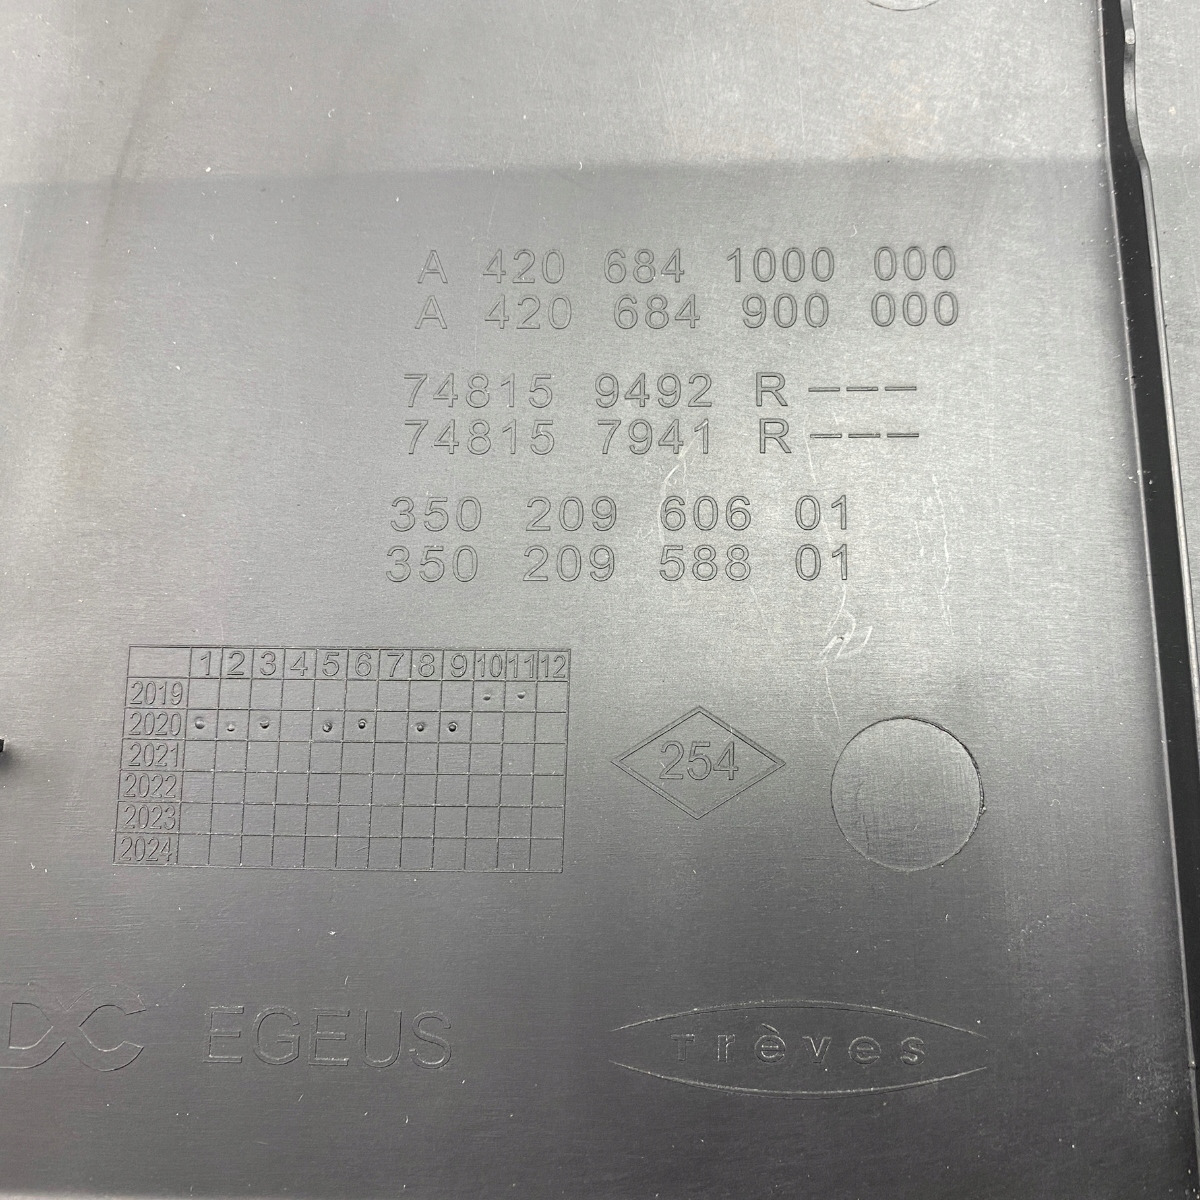 A 420 684 1000 000
A 420 684 900 000
74815 9492 R---
74815 7941 R---
350 209 606 01
350 209 588 01
1 2 3 4 5 6 7 8 9 10 11 12
2019
2020
2021
2022
2023
2024
254
DC EGEUS
Trèves